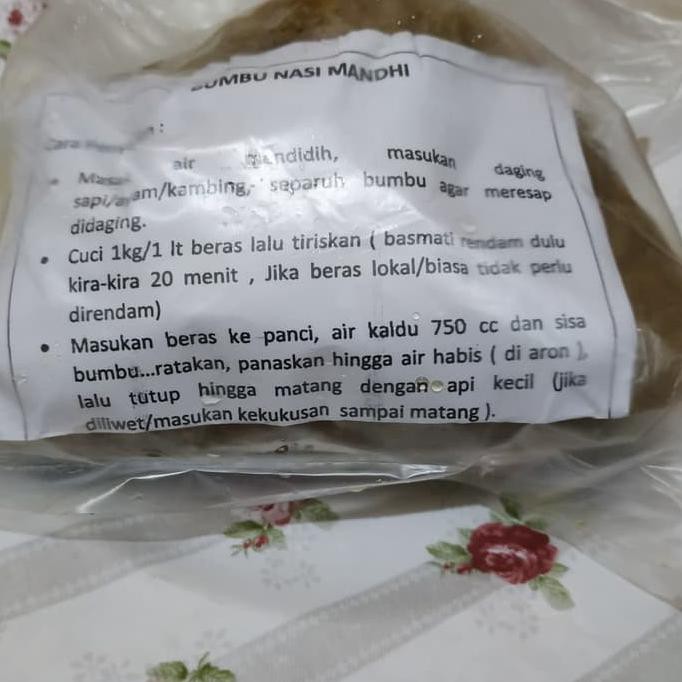 BUMBU NASI MANDHI
Cara
• Masak air mendidih, masukan daging
sapi/ayam/kambing, separuh bumbu agar meresap
didaging.
• Cuci 1kg/1 lt beras lalu tiriskan ( basmati rendam dulu
kira-kira 20 menit , Jika beras lokal/biasa tidak perlu
direndam)
• Masukan beras ke panci, air kaldu 750 cc dan sisa
bumbu...ratakan, panaskan hingga air habis ( di aron ),
lalu tutup hingga matang dengan api kecil (jika
diliwet/masukan kekukusan sampai matang ).